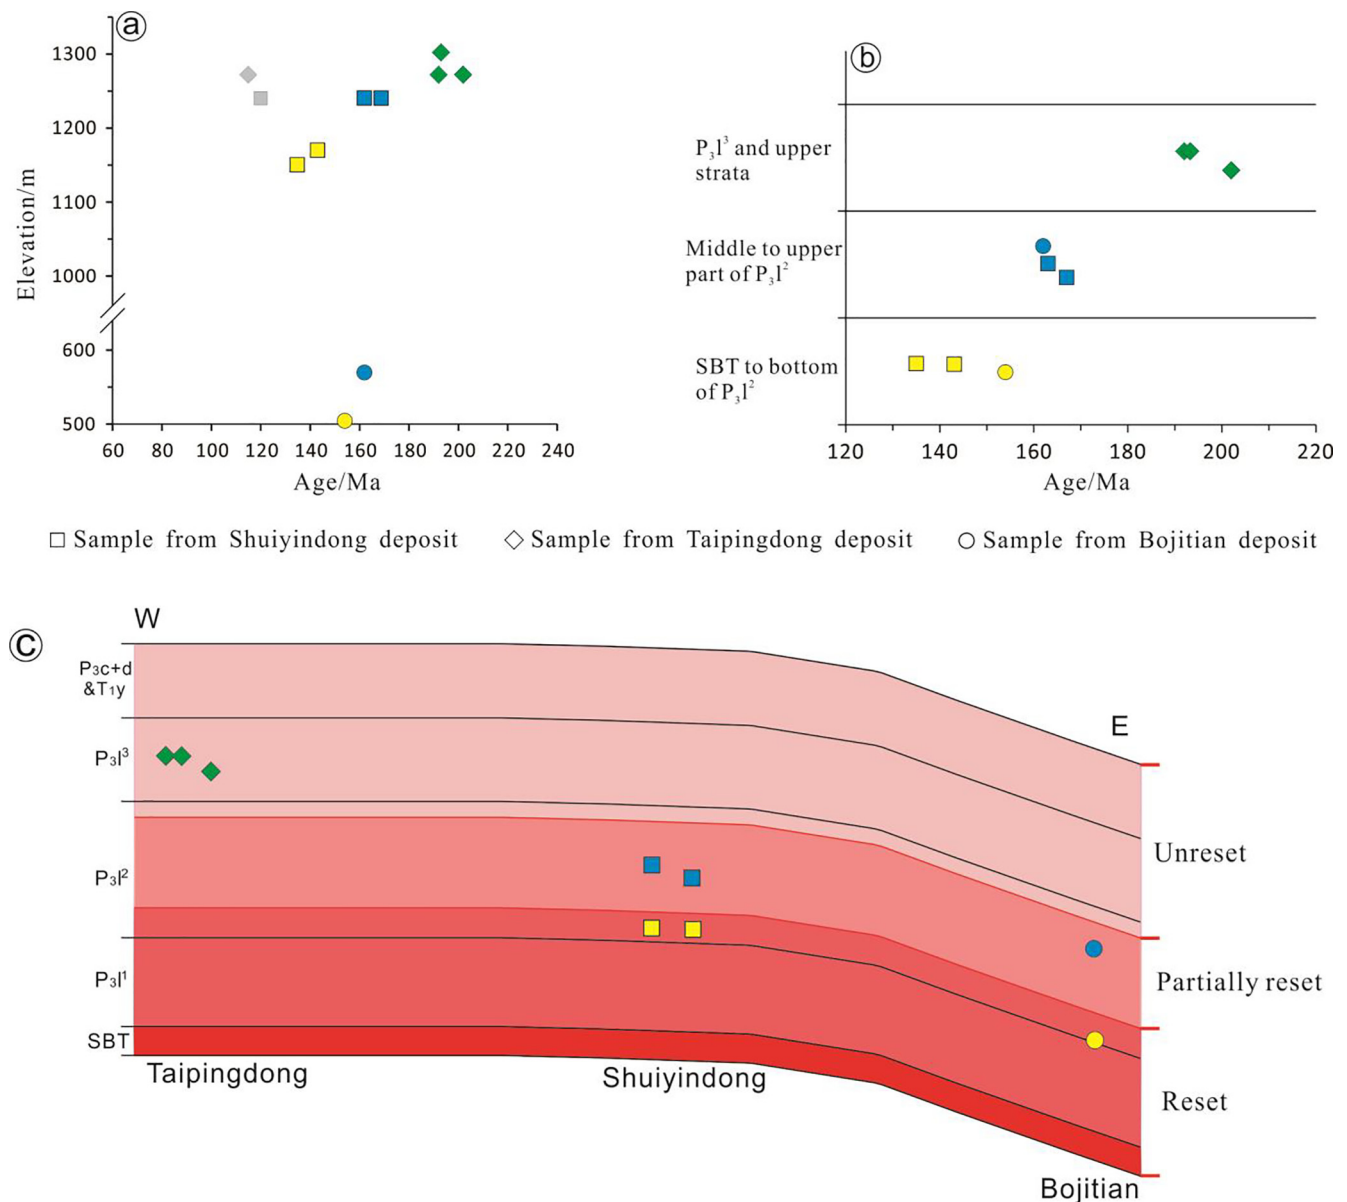 ⓐ
1300
1200
1100
1000
600
500
Elevation/m
60 80 100 120 140 160 180 200 220 240
Age/Ma
ⓑ
P₃l³ and upper
strata
Middle to upper
part of P₃l²
SBT to bottom
of P₃l²
120 140 160 180 200 220
Age/Ma
Sample from Shuiyindong deposit
Sample from Taipingdong deposit
Sample from Bojitian deposit
ⓒ
W
E
P₃c+d
&T₁y
P₃l³
P₃l²
P₃l¹
SBT
Unreset
Partially reset
Reset
Taipingdong
Shuiyindong
Bojitian